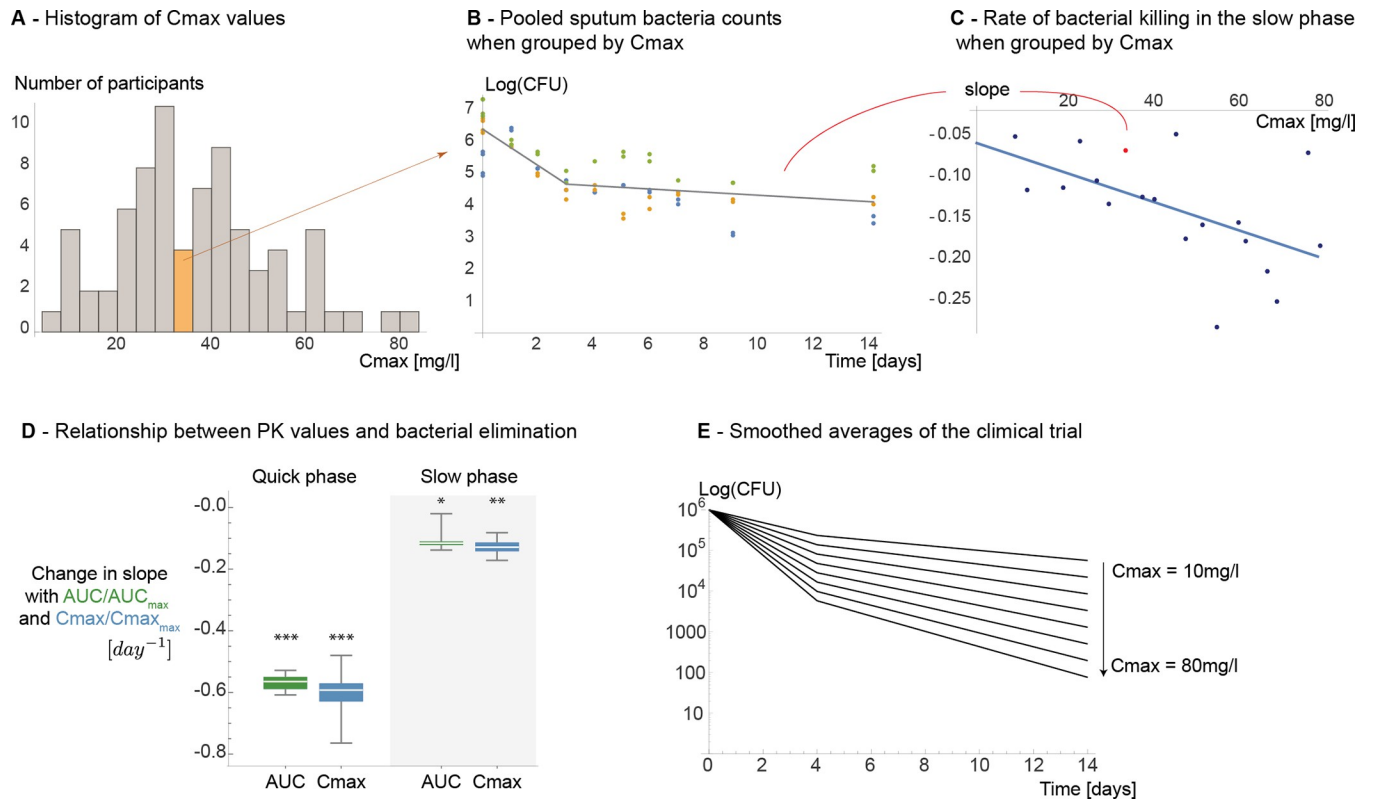 A - Histogram of Cmax values
Number of participants
10
8
6
4
2
0
20
40
60
80
Cmax [mg/l]
B - Pooled sputum bacteria counts
when grouped by Cmax
Log(CFU)
7
6
5
4
3
2
1
2
4
6
8
10
12
14
Time [days]
C - Rate of bacterial killing in the slow phase
when grouped by Cmax
slope
20
40
60
80
Cmax [mg/l]
-0.05
-0.10
-0.15
-0.20
-0.25
D - Relationship between PK values and bacterial elimination
Quick phase
Slow phase
Change in slope
with AUC/AUCmax
and Cmax/Cmaxmax
[day⁻¹]
-0.0
-0.2
-0.4
-0.6
-0.8
***
***
*
**
AUC
Cmax
AUC
Cmax
E - Smoothed averages of the climical trial
Log(CFU)
10⁶
10⁵
10⁴
1000
100
10
0
2
4
6
8
10
12
14
Time [days]
Cmax = 10mg/l
Cmax = 80mg/l